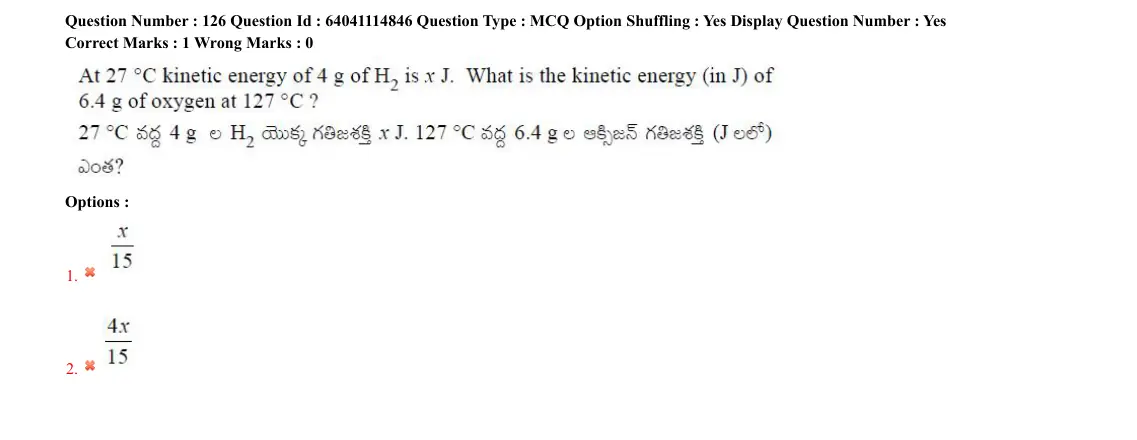 Question Number : 126 Question Id : 64041114846 Question Type : MCQ Option Shuffling : Yes Display Question Number : Yes
Correct Marks : 1 Wrong Marks : 0
At 27 °C kinetic energy of 4 g of H₂ is x J. What is the kinetic energy (in J) of
6.4 g of oxygen at 127 °C ?
27 °C వద్ద 4 g ల H₂ యొక్క గతిజశక్తి x J. 127 °C వద్ద 6.4 g ల ఆక్సిజన్ గతిజశక్తి (J లలో)
ఎంత?
Options :
1. x/15
2. 4x/15